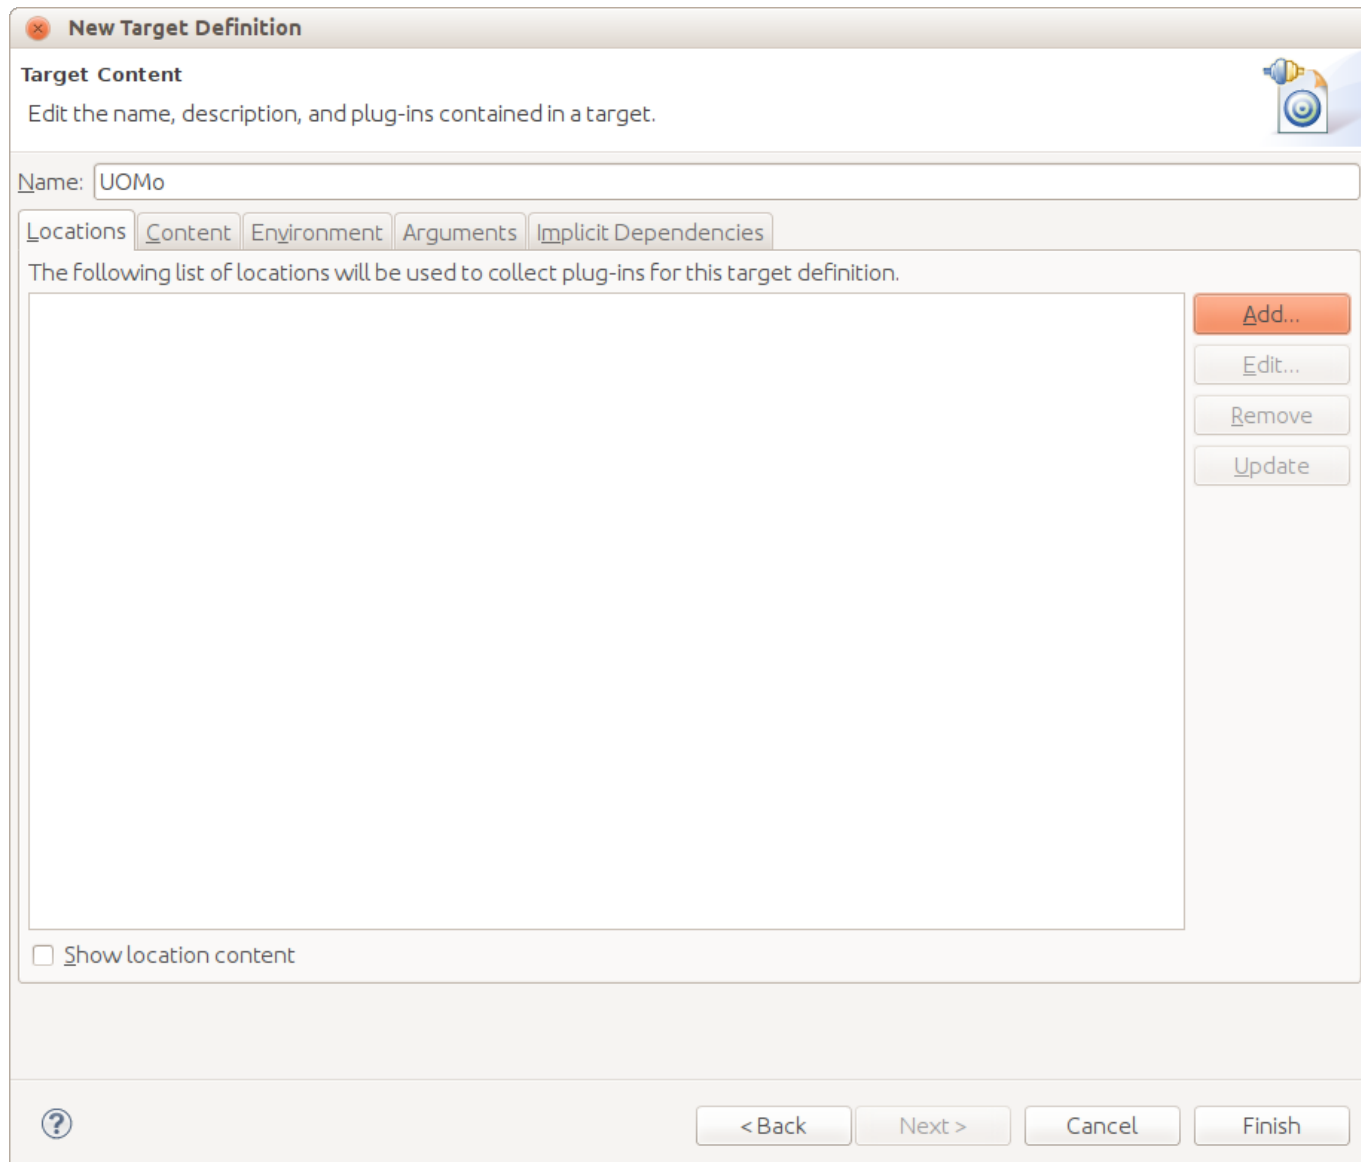 New Target Definition
Target Content
Edit the name, description, and plug-ins contained in a target.
Name: UOMo
Locations Content Environment Arguments Implicit Dependencies
The following list of locations will be used to collect plug-ins for this target definition.
Add...
Edit...
Remove
Update
Show location content
? < Back Next > Cancel Finish